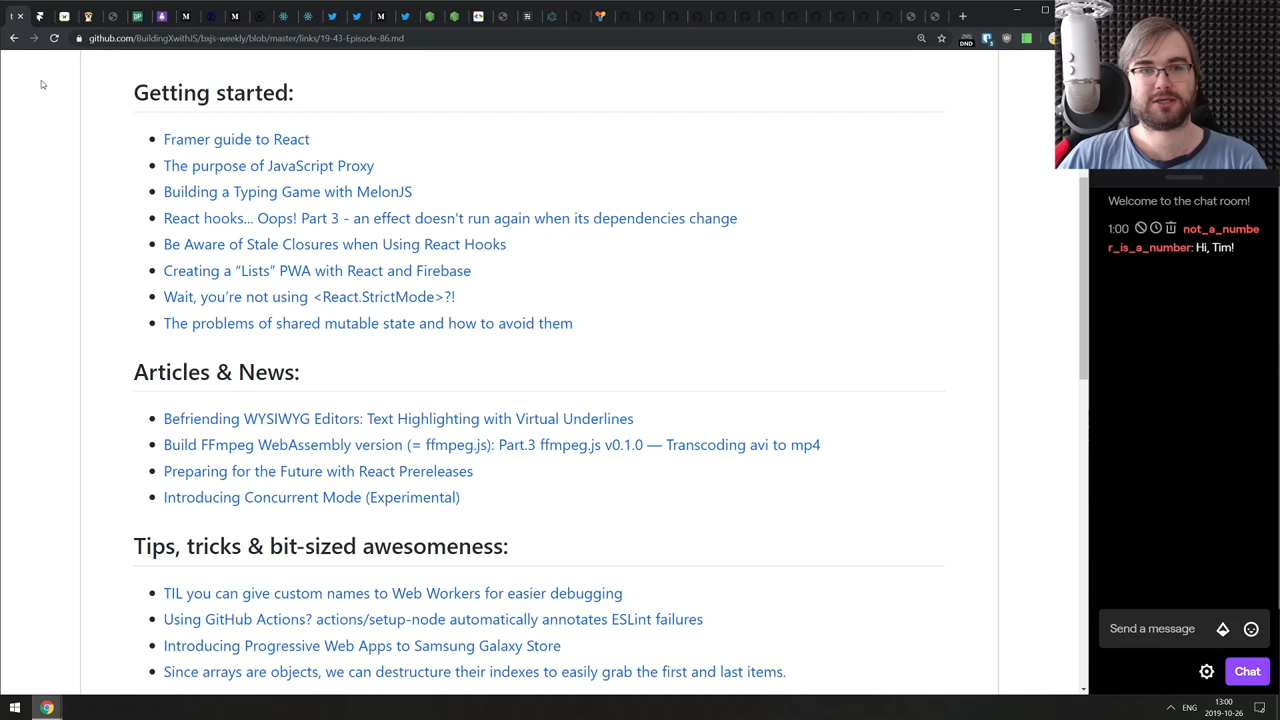 github.com/BuildingXwithJS/bxjs-weekly/blob/master/links/19-43-Episode-86.md
DND
Getting started:
Framer guide to React
The purpose of JavaScript Proxy
Building a Typing Game with MelonJS
React hooks... Oops! Part 3 - an effect doesn't run again when its dependencies change
Be Aware of Stale Closures when Using React Hooks
Creating a “Lists” PWA with React and Firebase
Wait, you’re not using <React.StrictMode>?!
The problems of shared mutable state and how to avoid them
Articles & News:
Befriending WYSIWYG Editors: Text Highlighting with Virtual Underlines
Build FFmpeg WebAssembly version (= ffmpeg.js): Part.3 ffmpeg.js v0.1.0 — Transcoding avi to mp4
Preparing for the Future with React Prereleases
Introducing Concurrent Mode (Experimental)
Tips, tricks & bit-sized awesomeness:
TIL you can give custom names to Web Workers for easier debugging
Using GitHub Actions? actions/setup-node automatically annotates ESLint failures
Introducing Progressive Web Apps to Samsung Galaxy Store
Since arrays are objects, we can destructure their indexes to easily grab the first and last items.
Welcome to the chat room!
1:00 not_a_numbe
r_is_a_number: Hi, Tim!
Send a message
Chat
ENG
13:00
2019-10-26